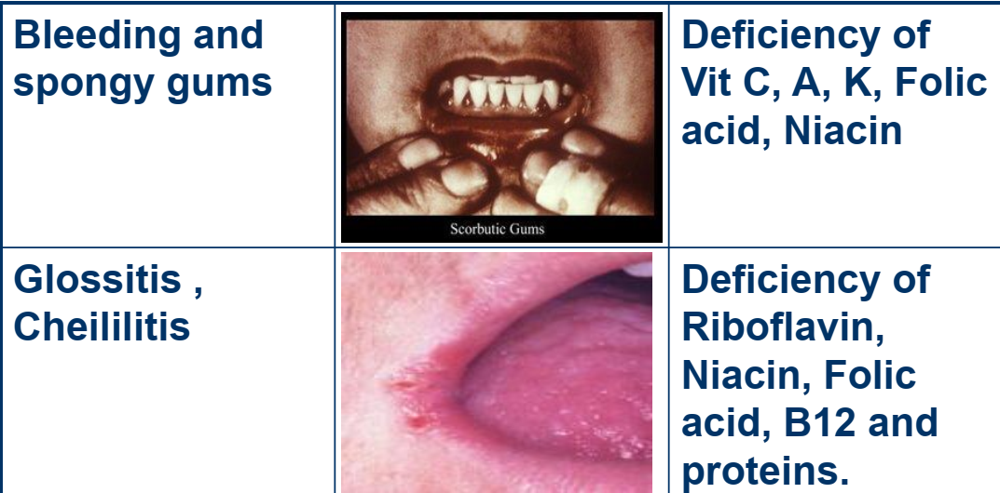 Bleeding and
spongy gums
Scorbutic Gums
Deficiency of
Vit C, A, K, Folic
acid, Niacin
Glossitis ,
Cheililitis
Deficiency of
Riboflavin,
Niacin, Folic
acid, B12 and
proteins.